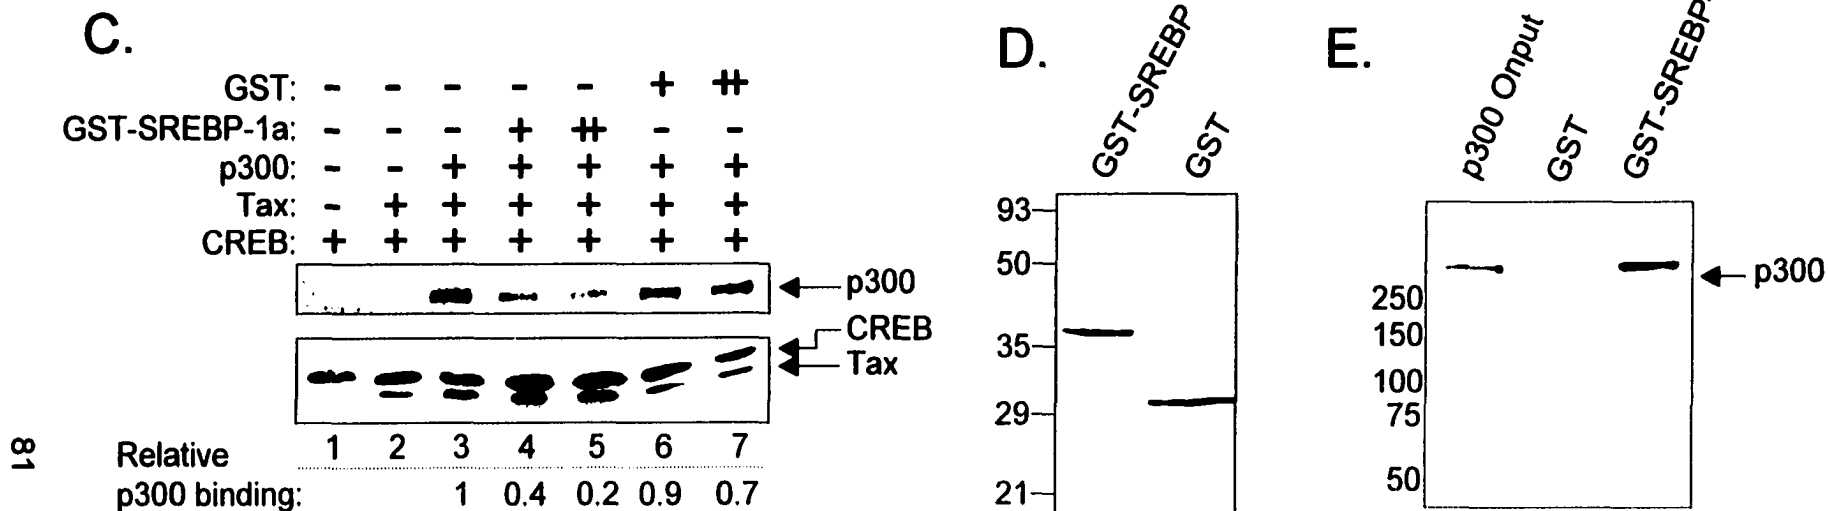 C.
GST: - - - - - + ++
GST-SREBP-1a: - - - + ++ - -
p300: - - + + + + +
Tax: - + + + + + +
CREB: + + + + + + +
p300
CREB
Tax
1 2 3 4 5 6 7
Relative
p300 binding: 1 0.4 0.2 0.9 0.7
81
D.
GST-SREBP
GST
93
50
35
29
21
E.
p300 Onput
GST
GST-SREBP
p300
250
150
100
75
50